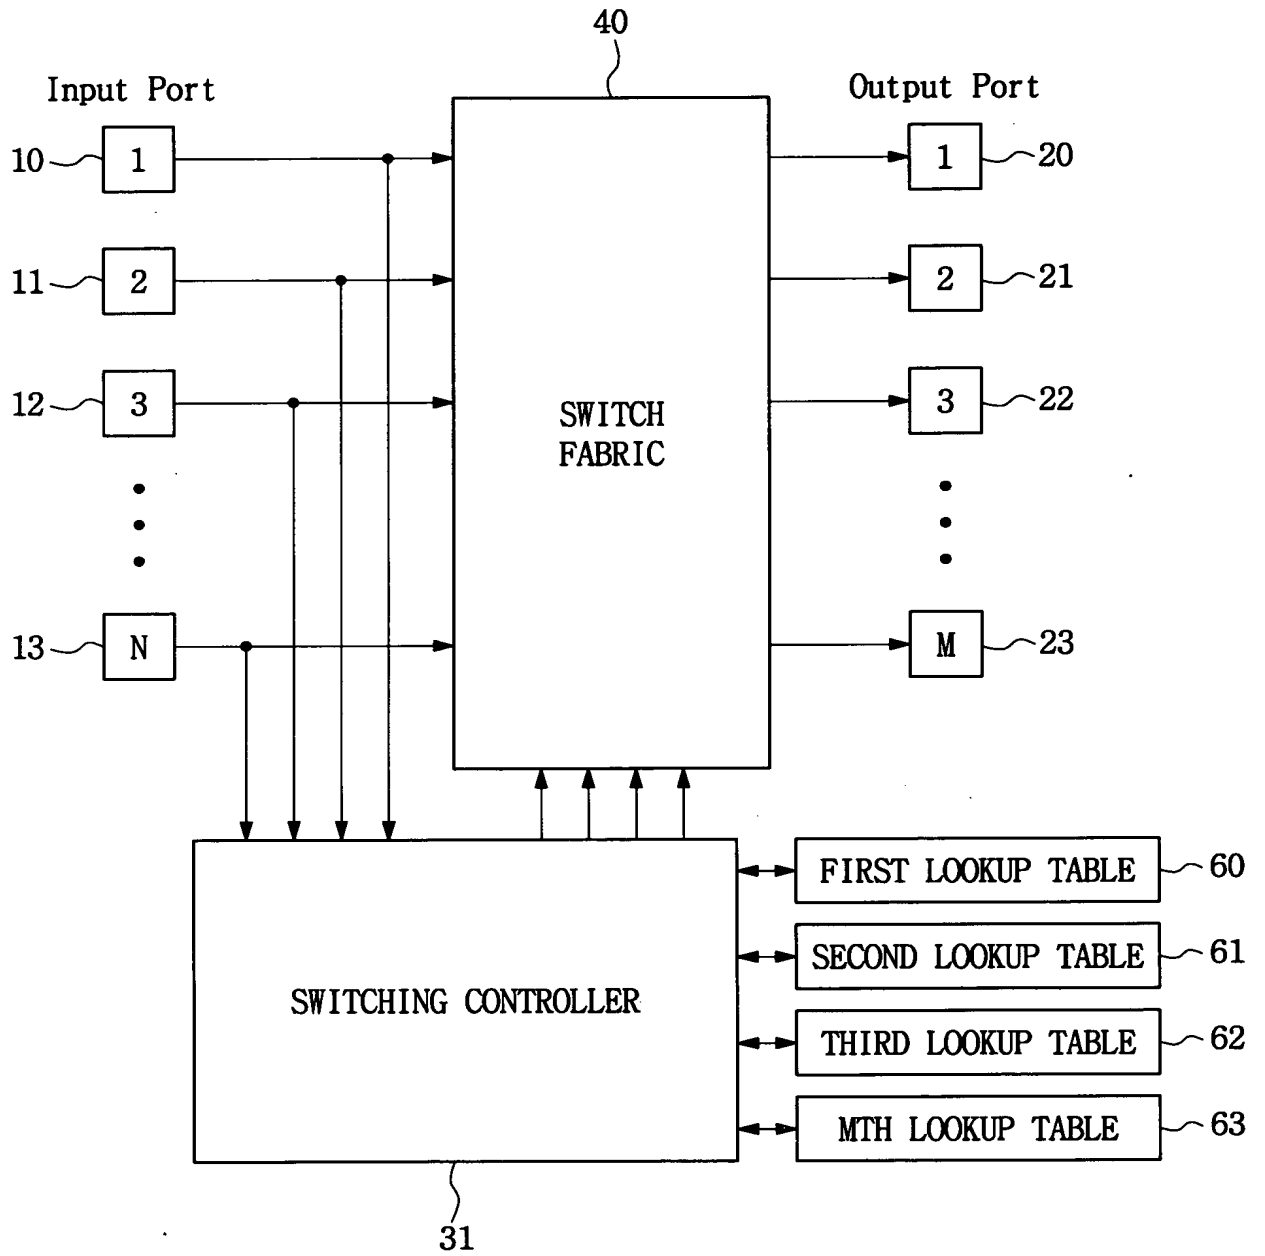 40
Input Port
Output Port
10 1 1 20
11 2 2 21
12 3 3 22
SWITCH
FABRIC
13 N M 23
FIRST LOOKUP TABLE 60
SECOND LOOKUP TABLE 61
SWITCHING CONTROLLER
THIRD LOOKUP TABLE 62
MTH LOOKUP TABLE 63
31